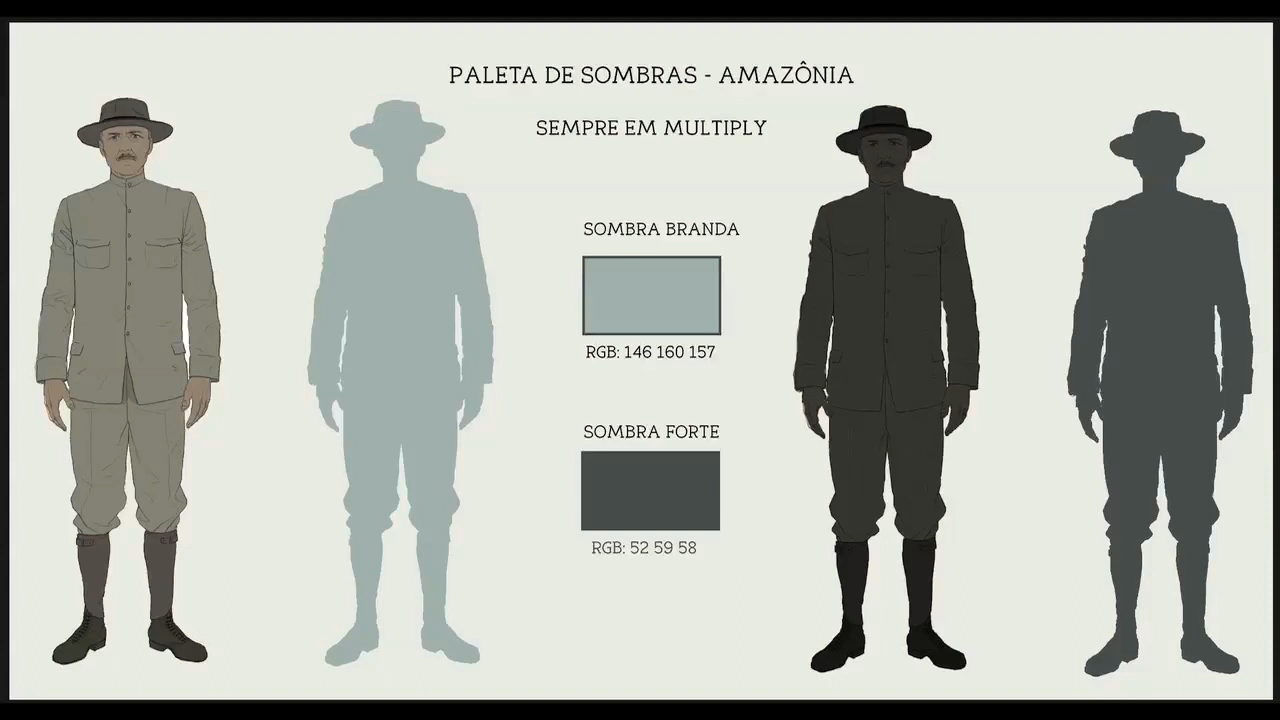 PALETA DE SOMBRAS - AMAZÔNIA
SEMPRE EM MULTIPLY
SOMBRA BRANDA
RGB: 146 160 157
SOMBRA FORTE
RGB: 52 59 58